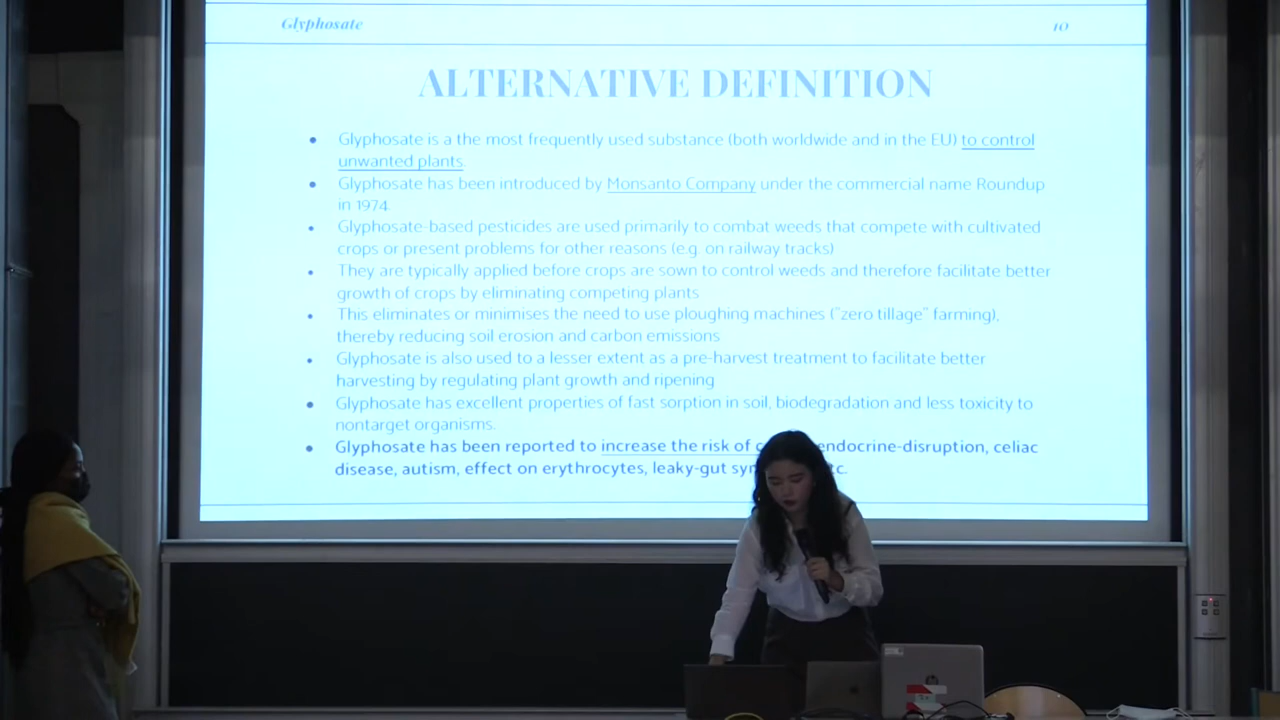 Glyphosate 10
ALTERNATIVE DEFINITION
• Glyphosate is a the most frequently used substance (both worldwide and in the EU) to control
unwanted plants.
• Glyphosate has been introduced by Monsanto Company under the commercial name Roundup
in 1974.
• Glyphosate-based pesticides are used primarily to combat weeds that compete with cultivated
crops or present problems for other reasons (e.g. on railway tracks)
• They are typically applied before crops are sown to control weeds and therefore facilitate better
growth of crops by eliminating competing plants
• This eliminates or minimises the need to use ploughing machines ("zero tillage" farming),
thereby reducing soil erosion and carbon emissions
• Glyphosate is also used to a lesser extent as a pre-harvest treatment to facilitate better
harvesting by regulating plant growth and ripening
• Glyphosate has excellent properties of fast sorption in soil, biodegradation and less toxicity to
nontarget organisms.
• Glyphosate has been reported to increase the risk of endocrine-disruption, celiac
disease, autism, effect on erythrocytes, leaky-gut